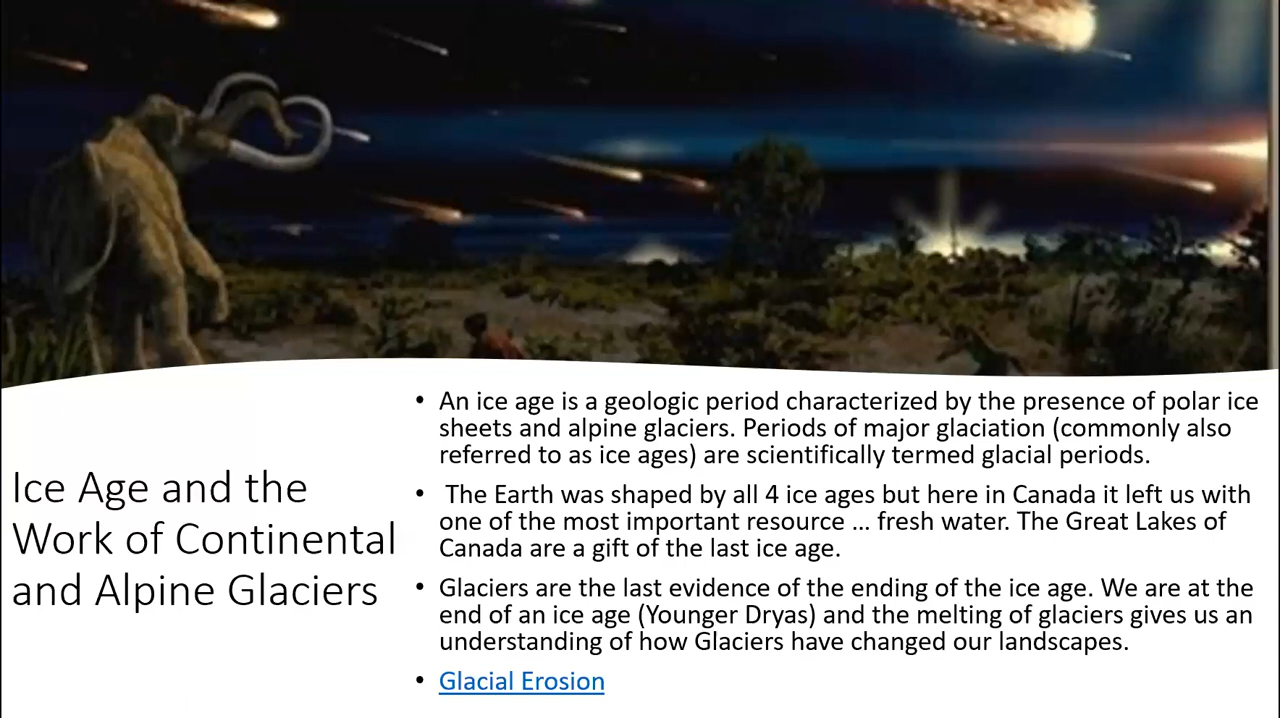 Ice Age and the
Work of Continental
and Alpine Glaciers
• An ice age is a geologic period characterized by the presence of polar ice
sheets and alpine glaciers. Periods of major glaciation (commonly also
referred to as ice ages) are scientifically termed glacial periods.
• The Earth was shaped by all 4 ice ages but here in Canada it left us with
one of the most important resource ... fresh water. The Great Lakes of
Canada are a gift of the last ice age.
• Glaciers are the last evidence of the ending of the ice age. We are at the
end of an ice age (Younger Dryas) and the melting of glaciers gives us an
understanding of how Glaciers have changed our landscapes.
• Glacial Erosion